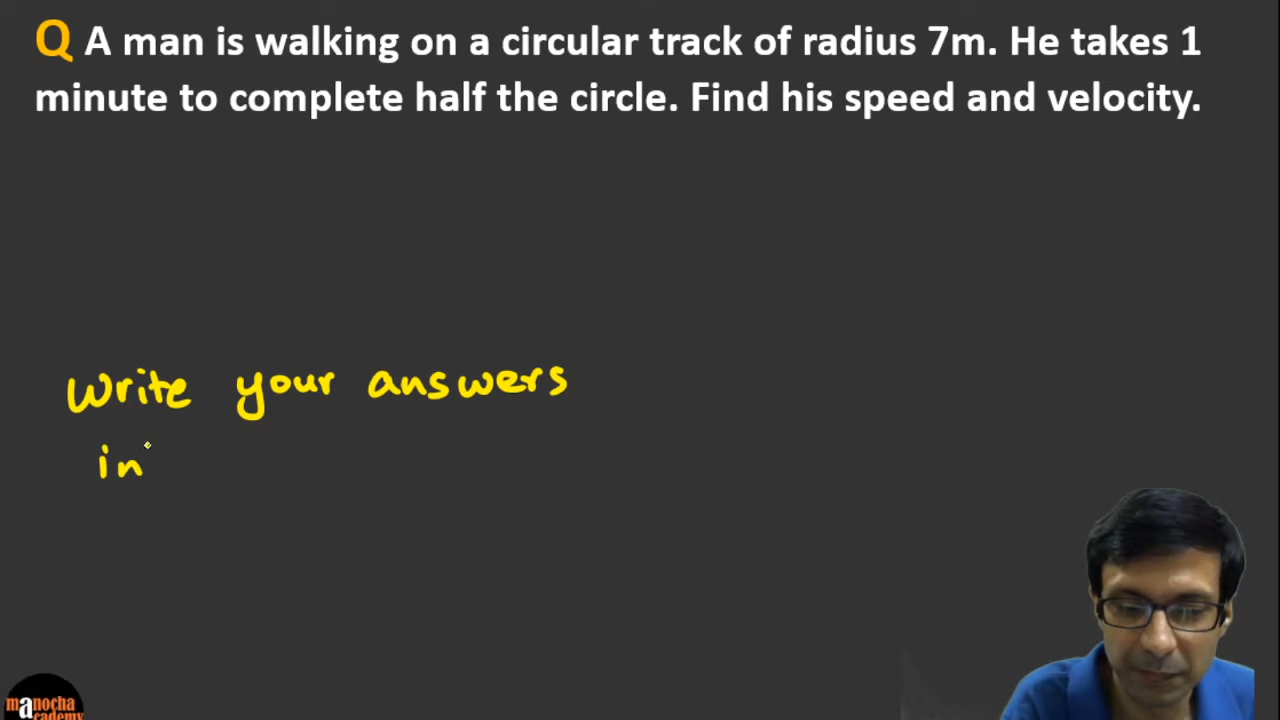 Q A man is walking on a circular track of radius 7m. He takes 1
minute to complete half the circle. Find his speed and velocity.
Write your answers
in
manocha
academy